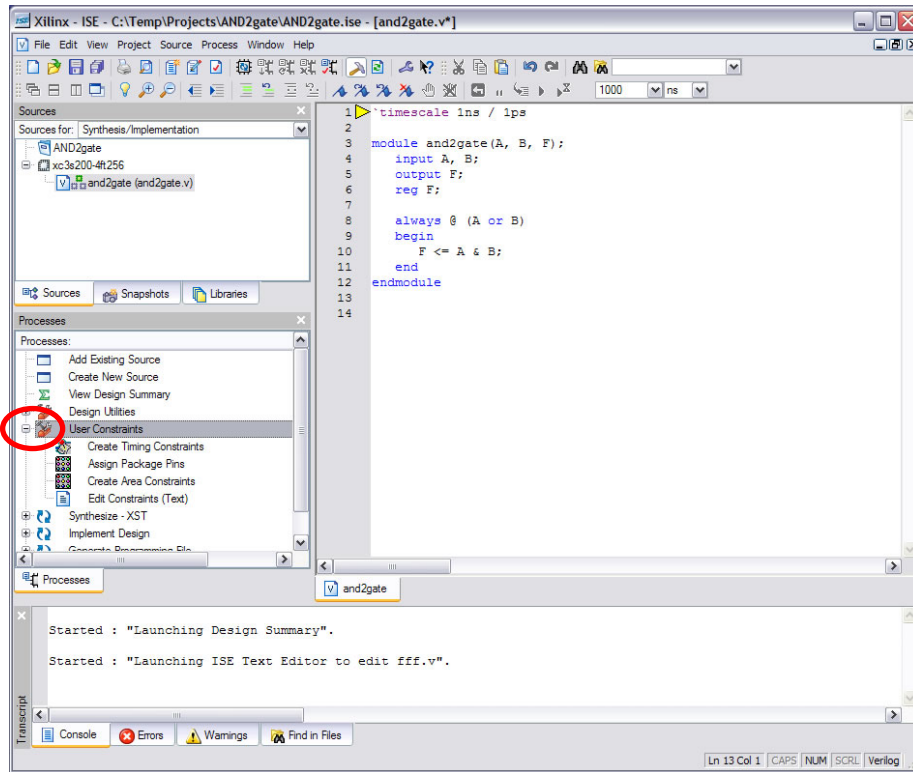 Xilinx - ISE - C:\Temp\Projects\AND2gate\AND2gate.ise - [and2gate.v*]
File Edit View Project Source Process Window Help
1000 ns
Sources
Sources for: Synthesis/Implementation
AND2gate
xc3s200-4ft256
and2gate (and2gate.v)
Sources Snapshots Libraries
Processes
Processes:
Add Existing Source
Create New Source
View Design Summary
Design Utilities
User Constraints
Create Timing Constraints
Assign Package Pins
Create Area Constraints
Edit Constraints (Text)
Synthesize - XST
Implement Design
Generate Programming File
Processes
1 `timescale 1ns / 1ps
2
3 module and2gate(A, B, F);
4 input A, B;
5 output F;
6 reg F;
7
8 always @ (A or B)
9 begin
10 F <= A & B;
11 end
12 endmodule
13
14
and2gate
Started : "Launching Design Summary".
Started : "Launching ISE Text Editor to edit fff.v".
Transcript
Console Errors Warnings Find in Files
Ln 13 Col 1 CAPS NUM SCRL Verilog